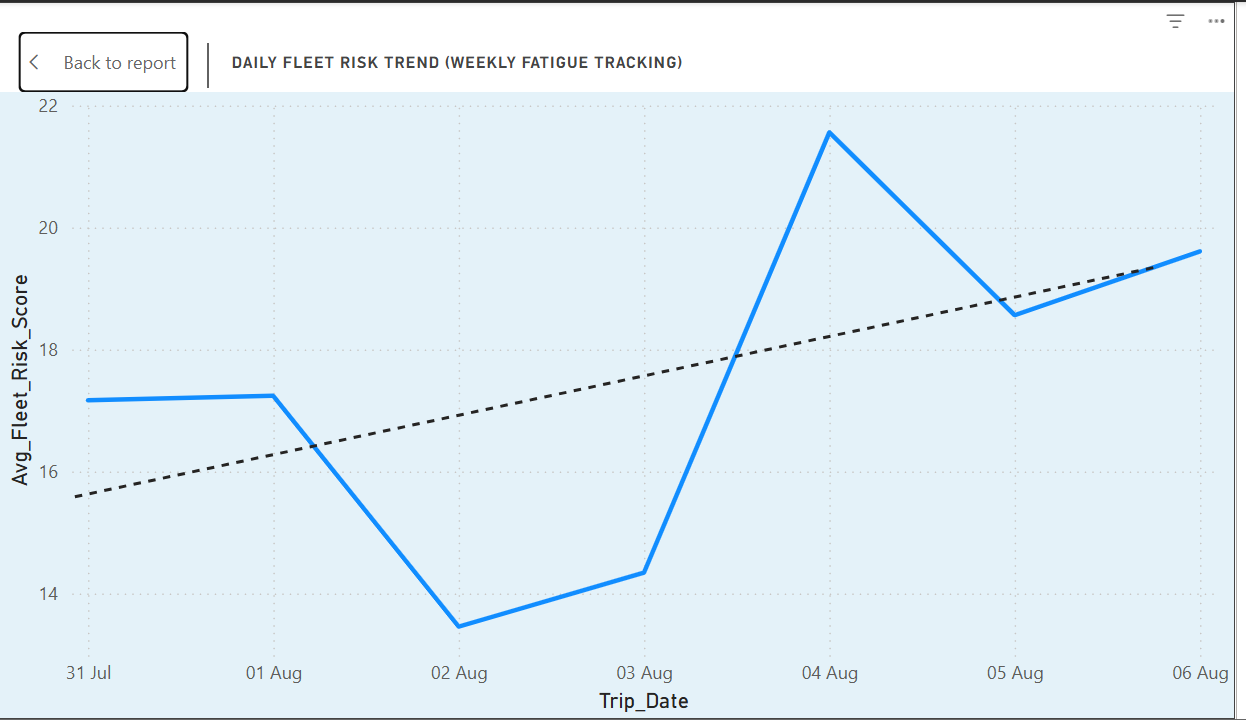 Back to report
DAILY FLEET RISK TREND (WEEKLY FATIGUE TRACKING)
22
20
18
16
14
Avg_Fleet_Risk_Score
31 Jul
01 Aug
02 Aug
03 Aug
04 Aug
05 Aug
06 Aug
Trip_Date